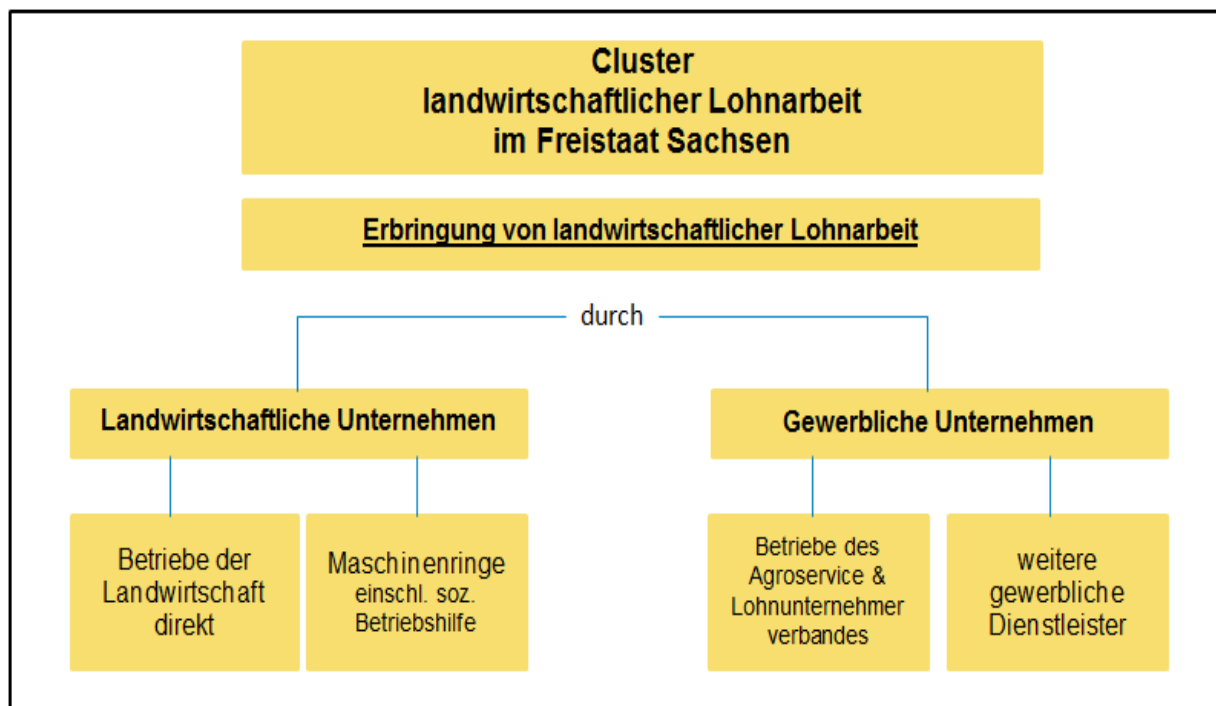 Cluster
landwirtschaftlicher Lohnarbeit
im Freistaat Sachsen
Erbringung von landwirtschaftlicher Lohnarbeit
durch
Landwirtschaftliche Unternehmen
Gewerbliche Unternehmen
Betriebe der
Landwirtschaft
direkt
Maschinenringe
einschl. soz.
Betriebshilfe
Betriebe des
Agroservice &
Lohnunternehmer
verbandes
weitere
gewerbliche
Dienstleister